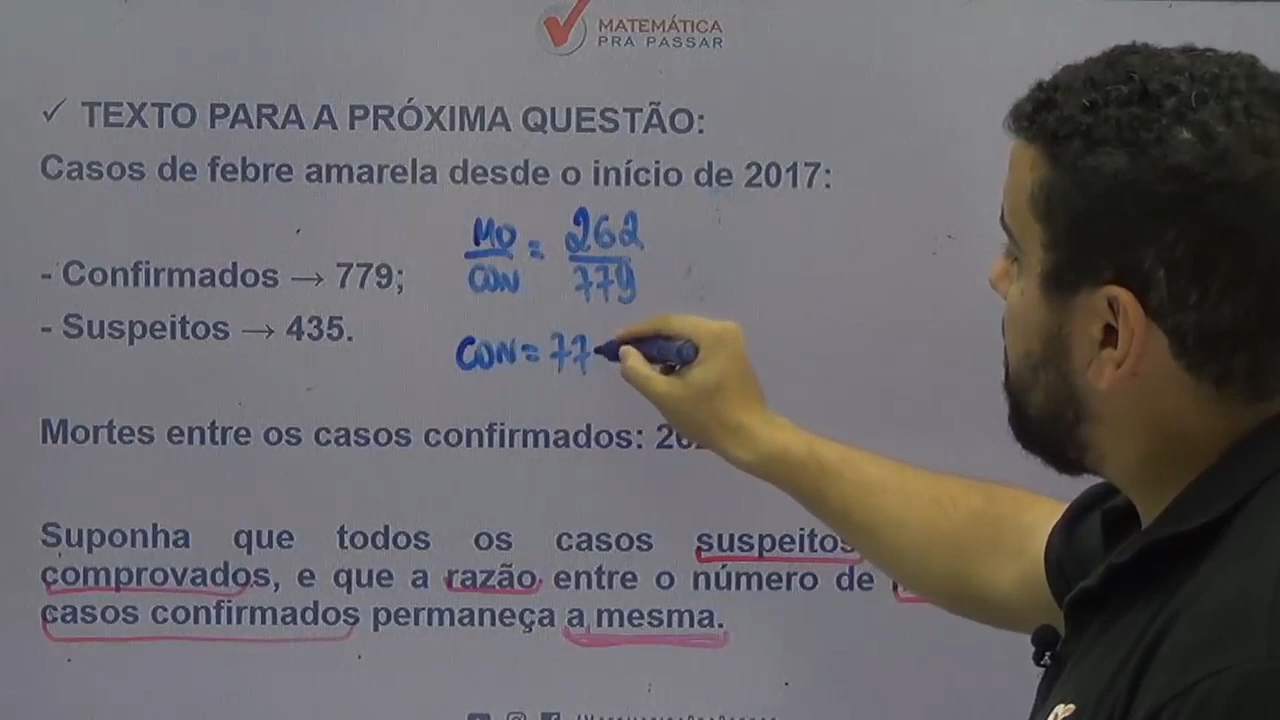 MATEMÁTICA
PRA PASSAR
✓ TEXTO PARA A PRÓXIMA QUESTÃO:
Casos de febre amarela desde o início de 2017:
MO/CON = 262/779
- Confirmados → 779;
- Suspeitos → 435.
CON = 77
Mortes entre os casos confirmados:
Suponha que todos os casos suspeitos
comprovados, e que a razão entre o número de
casos confirmados permaneça a mesma.